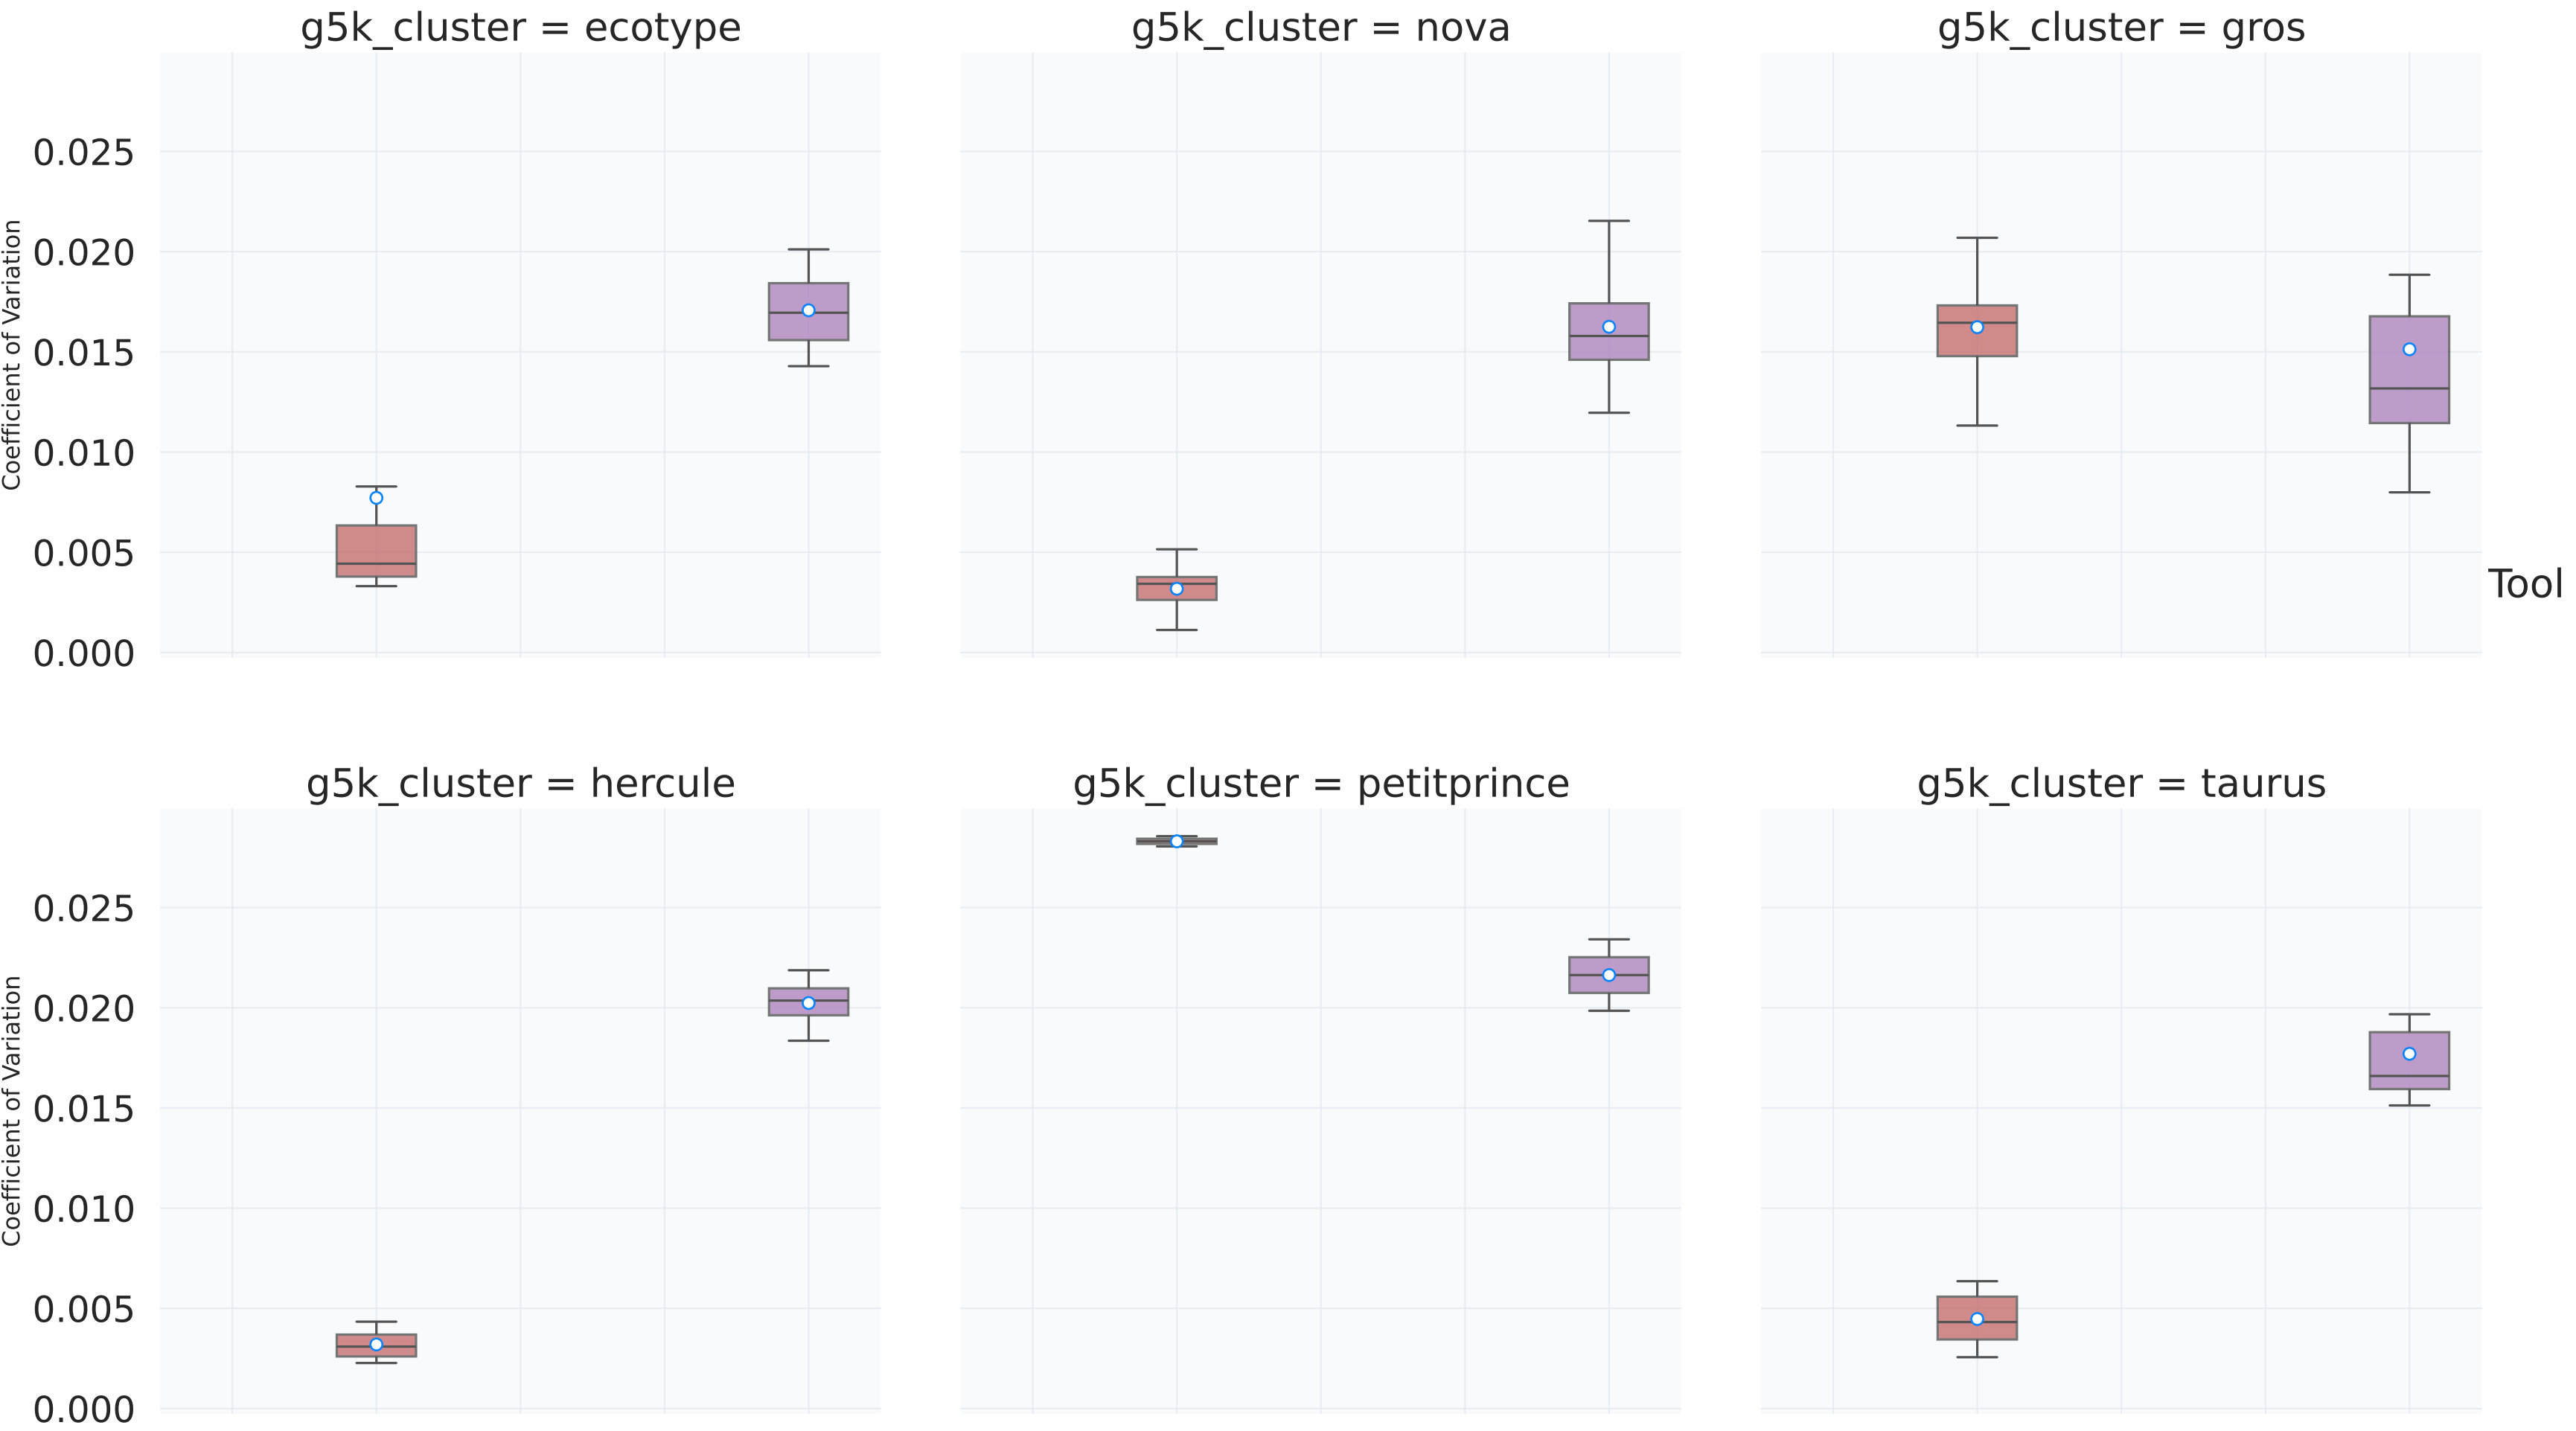 g5k_cluster = ecotype
g5k_cluster = nova
g5k_cluster = gros
Coefficient of Variation
0.025
0.020
0.015
0.010
0.005
0.000
Tool
g5k_cluster = hercule
g5k_cluster = petitprince
g5k_cluster = taurus
Coefficient of Variation
0.025
0.020
0.015
0.010
0.005
0.000